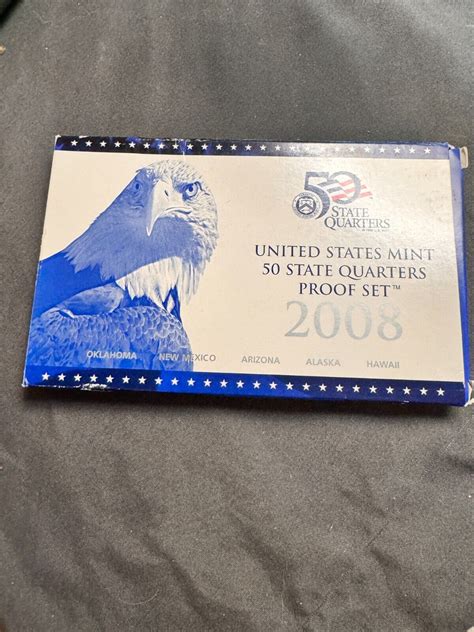 50
STATE
QUARTERS
UNITED STATES MINT
50 STATE QUARTERS
PROOF SET™
2008
OKLAHOMA NEW MEXICO ARIZONA ALASKA HAWAII